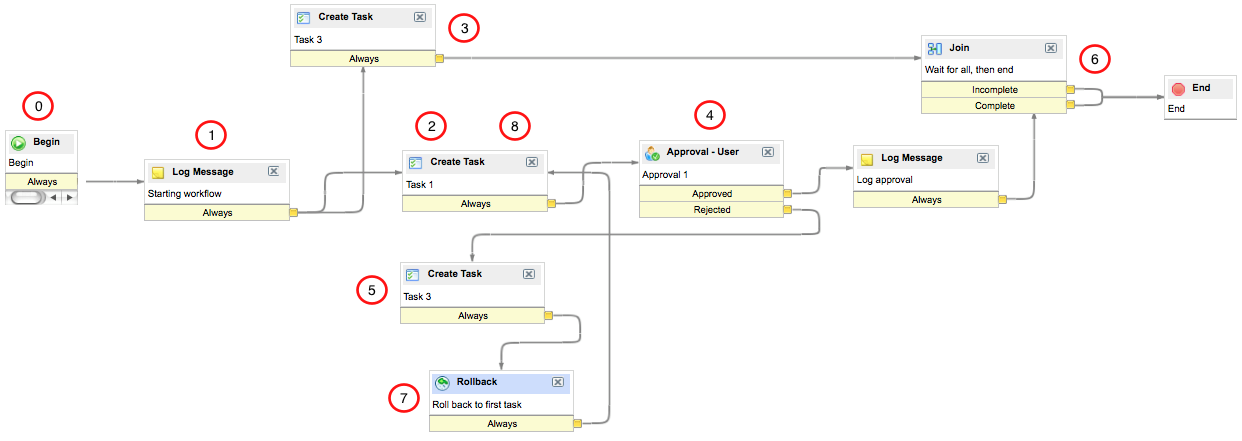 Create Task
Task 3
Always
3
Join
Wait for all, then end
Incomplete
Complete
6
End
End
0
Begin
Begin
Always
1
Log Message
Starting workflow
Always
2
8
Create Task
Task 1
Always
4
Approval - User
Approval 1
Approved
Rejected
Log Message
Log approval
Always
5
Create Task
Task 3
Always
7
Rollback
Roll back to first task
Always